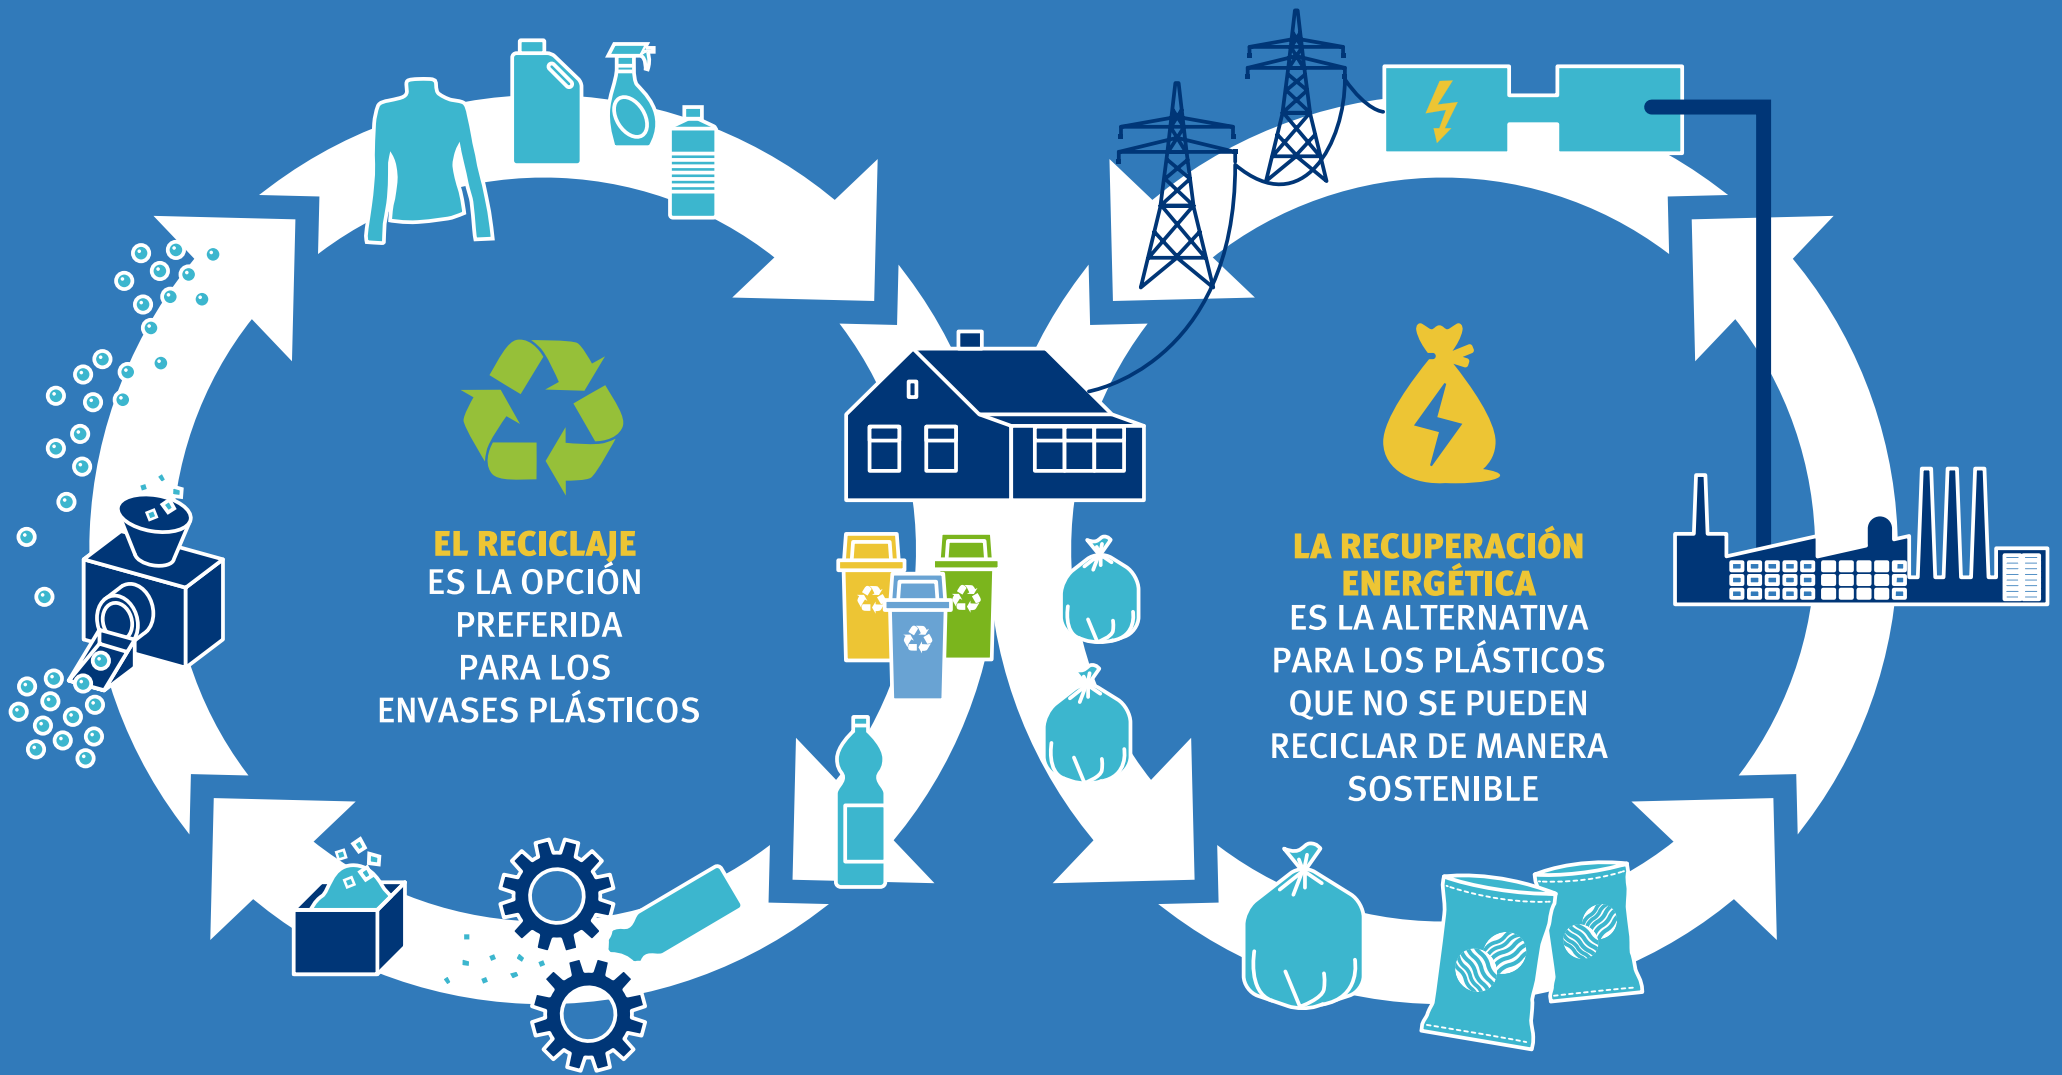 EL RECICLAJE
ES LA OPCIÓN
PREFERIDA
PARA LOS
ENVASES PLÁSTICOS
LA RECUPERACIÓN
ENERGÉTICA
ES LA ALTERNATIVA
PARA LOS PLÁSTICOS
QUE NO SE PUEDEN
RECICLAR DE MANERA
SOSTENIBLE